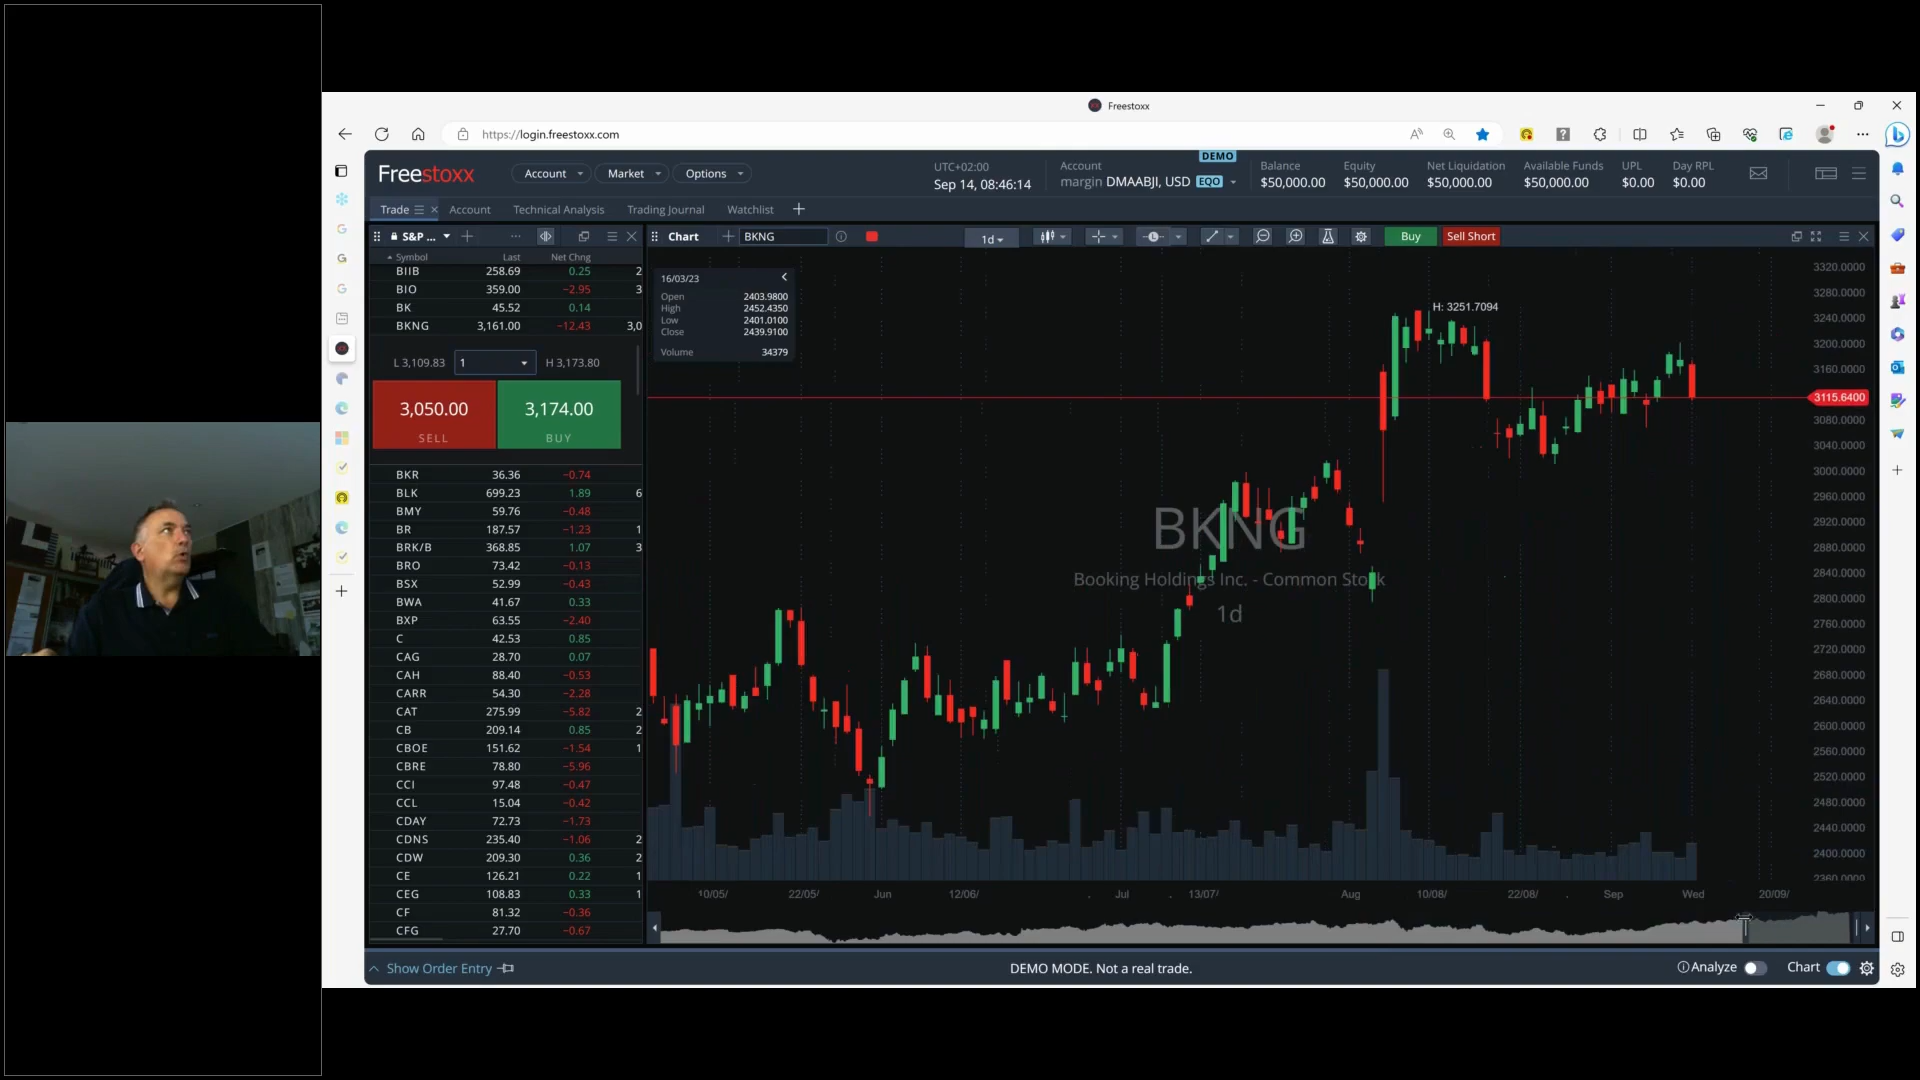 Freestoxx
https://login.freestoxx.com
Freestoxx
Account
Market
Options
UTC+02:00
Sep 14, 08:46:14
Account
margin DMAABJI, USD EQO
DEMO
Balance
$50,000.00
Equity
$50,000.00
Net Liquidation
$50,000.00
Available Funds
$50,000.00
UPL
$0.00
Day RPL
$0.00
Trade Account Technical Analysis Trading Journal Watchlist
S&P ...
Chart BKNG 1d Buy Sell Short
Symbol Last Net Chng
BIIB 258.69 0.25 2
BIO 359.00 −2.95 3
BK 45.52 0.14
BKNG 3,161.00 −12.43 3,0
L 3,109.83 1 H 3,173.80
3,050.00 3,174.00
SELL BUY
BKR 36.36 −0.74
BLK 699.23 1.89 6
BMY 59.76 −0.48
BR 187.57 −1.23 1
BRK/B 368.85 1.07 3
BRO 73.42 −0.13
BSX 52.99 −0.43
BWA 41.67 0.33
BXP 63.55 −2.40
C 42.53 0.85
CAG 28.70 0.07
CAH 88.40 −0.53
CARR 54.30 −2.28
CAT 275.99 −5.82 2
CB 209.14 0.85 2
CBOE 151.62 −1.54 1
CBRE 78.80 −5.96
CCI 97.48 −0.47
CCL 15.04 −0.42
CDAY 72.73 −1.73
CDNS 235.40 −1.06 2
CDW 209.30 0.36 2
CE 126.21 0.22 1
CEG 108.83 0.33 1
CF 81.32 −0.36
CFG 27.70 −0.67
16/03/23
Open 2403.9800
High 2452.4350
Low 2401.0100
Close 2439.9100
Volume 34379
H: 3251.7094
BKNG
Booking Holdings Inc. - Common Stock
1d
3320.0000
3280.0000
3240.0000
3200.0000
3160.0000
3115.6400
3080.0000
3040.0000
3000.0000
2960.0000
2920.0000
2880.0000
2840.0000
2800.0000
2760.0000
2720.0000
2680.0000
2640.0000
2600.0000
2560.0000
2520.0000
2480.0000
2440.0000
2400.0000
2360.0000
10/05/ 22/05/ Jun 12/06/ Jul 13/07/ Aug 10/08/ 22/08/ Sep Wed 20/09/
Show Order Entry
DEMO MODE. Not a real trade.
Analyze
Chart